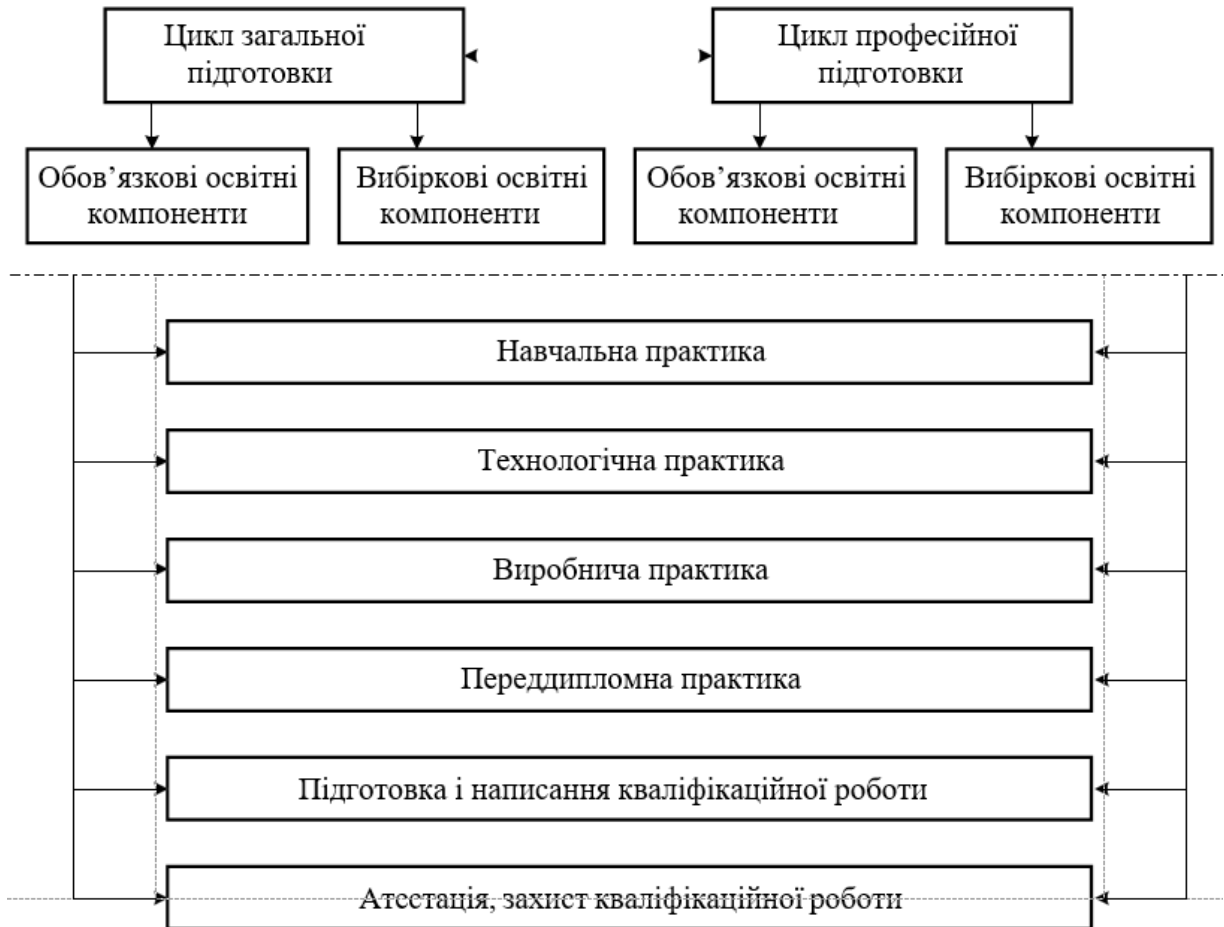 Цикл загальної
підготовки
Цикл професійної
підготовки
Обов’язкові освітні
компоненти
Вибіркові освітні
компоненти
Обов’язкові освітні
компоненти
Вибіркові освітні
компоненти
Навчальна практика
Технологічна практика
Виробнича практика
Переддипломна практика
Підготовка і написання кваліфікаційної роботи
Атестація, захист кваліфікаційної роботи